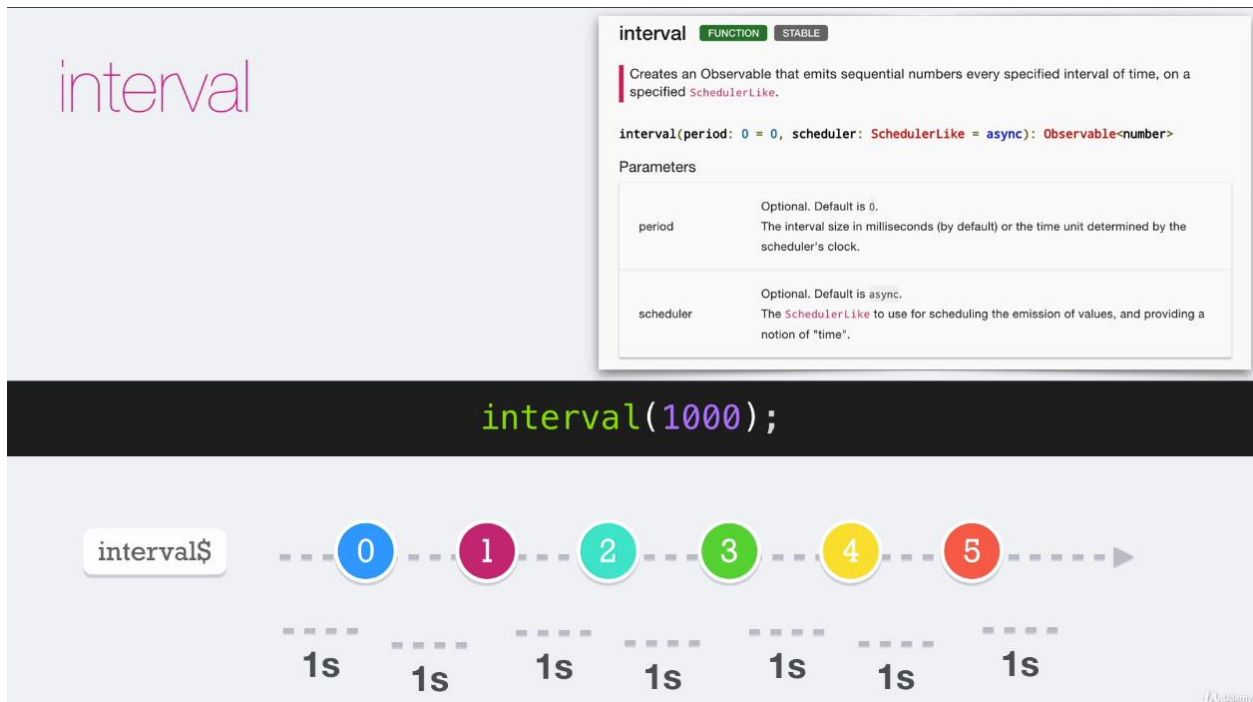 interval
interval FUNCTION STABLE
Creates an Observable that emits sequential numbers every specified interval of time, on a
specified SchedulerLike.
interval(period: 0 = 0, scheduler: SchedulerLike = async): Observable<number>
Parameters
period
Optional. Default is 0.
The interval size in milliseconds (by default) or the time unit determined by the
scheduler's clock.
scheduler
Optional. Default is async.
The SchedulerLike to use for scheduling the emission of values, and providing a
notion of "time".
interval(1000);
interval$ 0 1 2 3 4 5
1s 1s 1s 1s 1s 1s 1s
Udemy